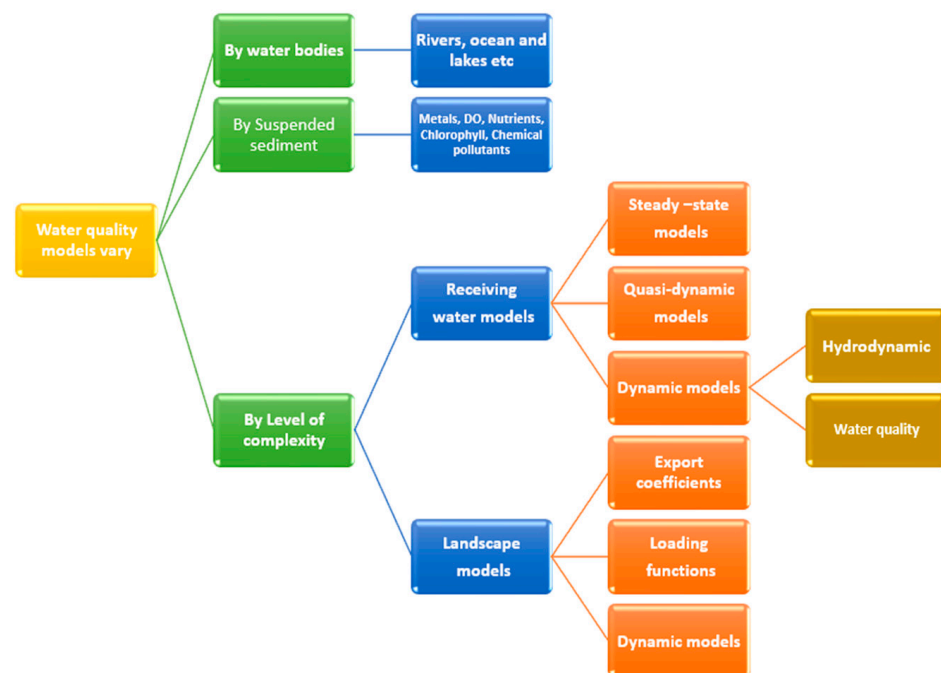 Water quality
models vary
By water bodies
Rivers, ocean and
lakes etc
By Suspended
sediment
Metals, DO, Nutrients,
Chlorophyll, Chemical
pollutants
By Level of
complexity
Receiving
water models
Steady –state
models
Quasi-dynamic
models
Dynamic models
Hydrodynamic
Water quality
Landscape
models
Export
coefficients
Loading
functions
Dynamic models